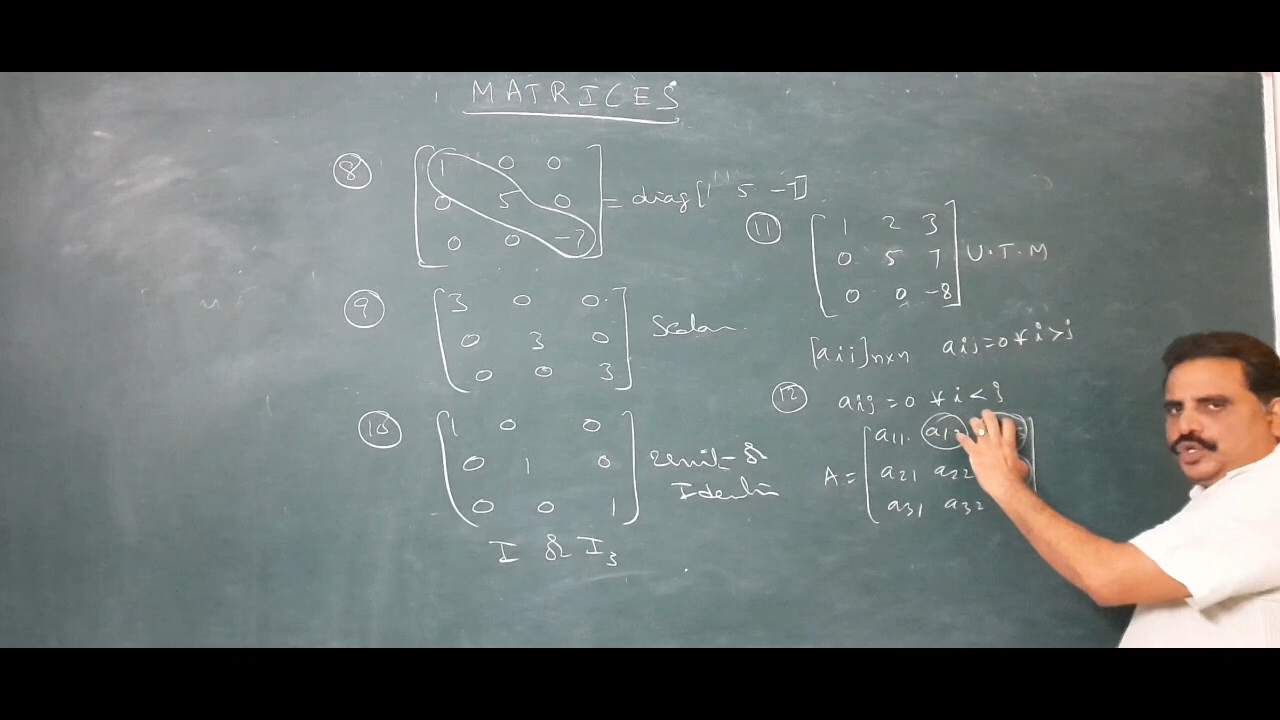 MATRICES
8
1 0 0
0 5 0 = diag[1 5 -7]
0 0 -7
9
3 0 0
0 3 0 Scalar
0 0 3
10
1 0 0
0 1 0 &
0 0 1
I & I₃
11
1 2 3
0 5 7 U.T.M
0 0 -8
[aij]n×n aij=0 ∀ i>j
12 aij = 0 ∀ i<j
a11 a12
A = a21 a22
a31 a32